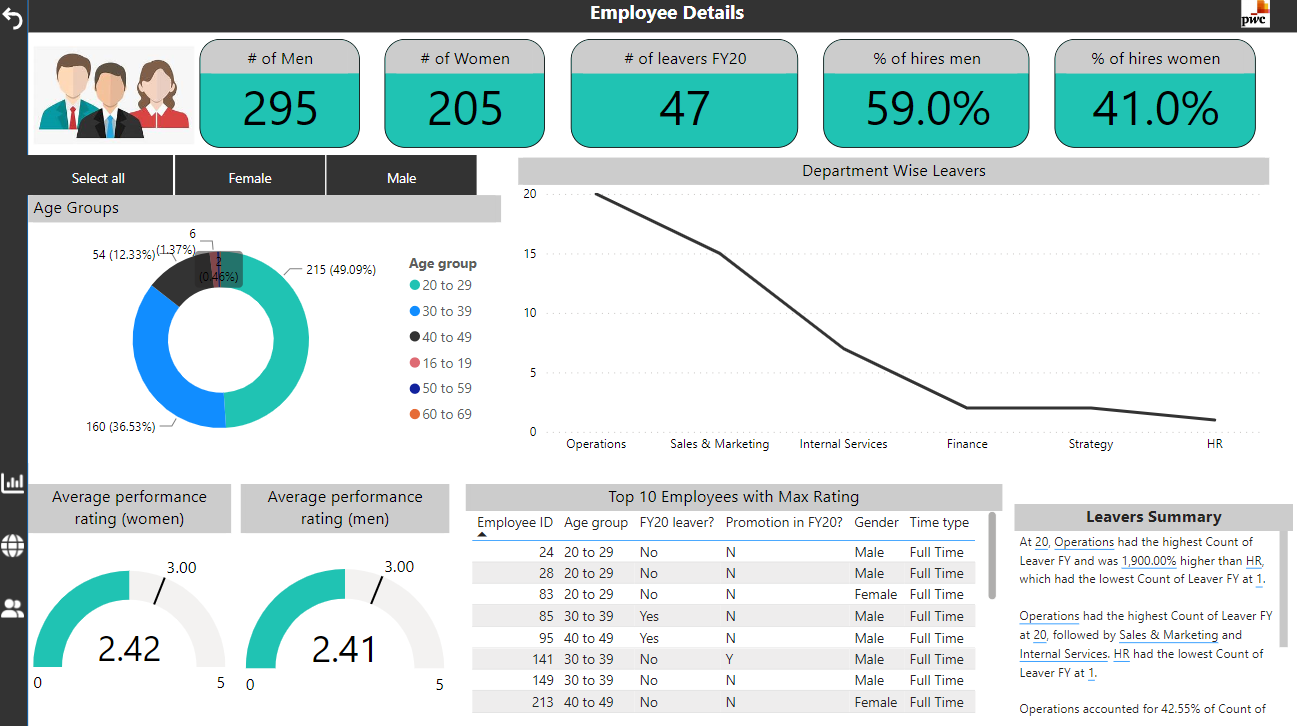 Employee Details
pwc
# of Men
295
# of Women
205
# of leavers FY20
47
% of hires men
59.0%
% of hires women
41.0%
Select all
Female
Male
Age Groups
6
(1.37%)
54 (12.33%)
2
(0.46%)
215 (49.09%)
160 (36.53%)
Age group
20 to 29
30 to 39
40 to 49
16 to 19
50 to 59
60 to 69
Department Wise Leavers
20
15
10
5
0
Operations Sales & Marketing Internal Services Finance Strategy HR
Average performance
rating (women)
3.00
2.42
0 5
Average performance
rating (men)
3.00
2.41
0 5
Top 10 Employees with Max Rating
Employee ID Age group FY20 leaver? Promotion in FY20? Gender Time type
24 20 to 29 No N Male Full Time
28 20 to 29 No N Male Full Time
83 20 to 29 No N Female Full Time
85 30 to 39 Yes N Male Full Time
95 40 to 49 Yes N Male Full Time
141 30 to 39 No Y Male Full Time
149 30 to 39 No N Male Full Time
213 40 to 49 No N Female Full Time
Leavers Summary
At 20, Operations had the highest Count of
Leaver FY and was 1,900.00% higher than HR,
which had the lowest Count of Leaver FY at 1.
Operations had the highest Count of Leaver FY
at 20, followed by Sales & Marketing and
Internal Services. HR had the lowest Count of
Leaver FY at 1.
Operations accounted for 42.55% of Count of